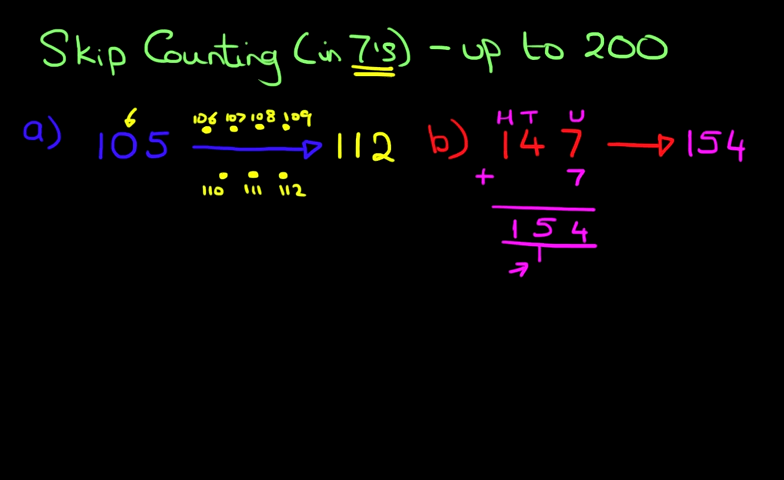 Skip Counting (in 7's) - up to 200
106 107 108 109
a) 105 → 112
110 111 112
H T U
b) 147 → 154
+ 7
154
1